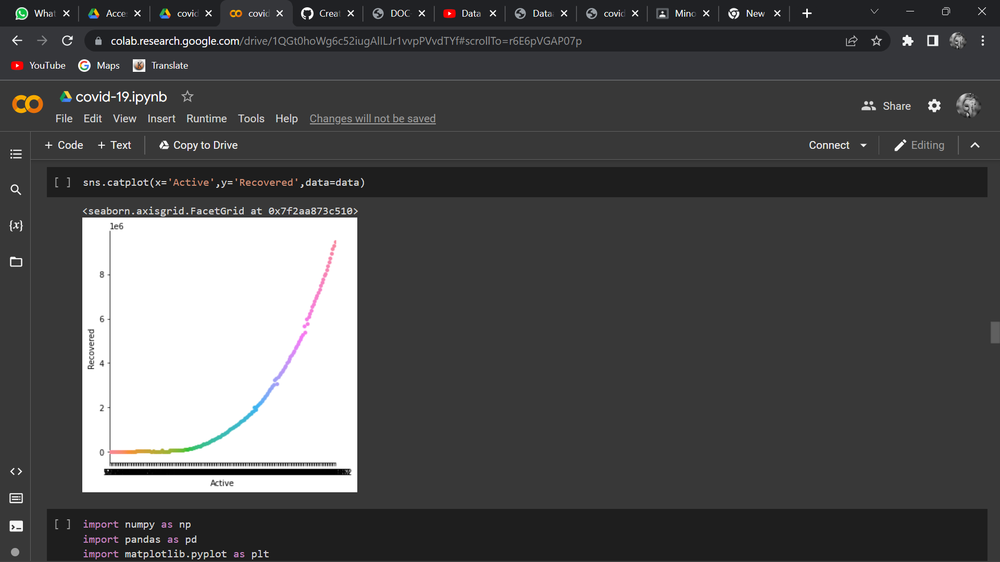 What
Acce
covid
covid
Creat
DOC
Data
Data
covid
Mino
New
colab.research.google.com/drive/1QGt0hoWg6c52iugAlILJr1vvpPVvdTYf#scrollTo=r6E6pVGAP07p
YouTube
Maps
Translate
covid-19.ipynb
File Edit View Insert Runtime Tools Help Changes will not be saved
Share
+ Code + Text Copy to Drive
Connect
Editing
{x}
[ ] sns.catplot(x='Active',y='Recovered',data=data)
<seaborn.axisgrid.FacetGrid at 0x7f2aa873c510>
1e6
8
6
4
2
0
Recovered
Active
[ ] import numpy as np
import pandas as pd
import matplotlib.pyplot as plt